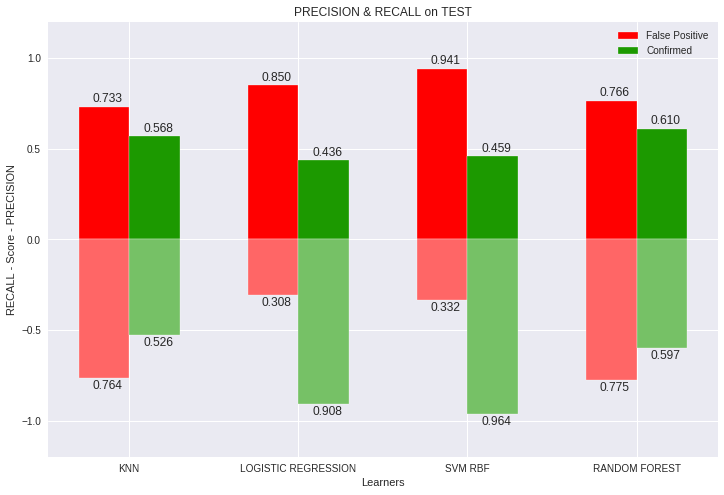 PRECISION & RECALL on TEST
False Positive
Confirmed
RECALL - Score - PRECISION
1.0
0.5
0.0
−0.5
−1.0
0.733
0.568
0.850
0.436
0.941
0.459
0.766
0.610
0.764
0.526
0.308
0.908
0.332
0.964
0.775
0.597
KNN
LOGISTIC REGRESSION
SVM RBF
RANDOM FOREST
Learners